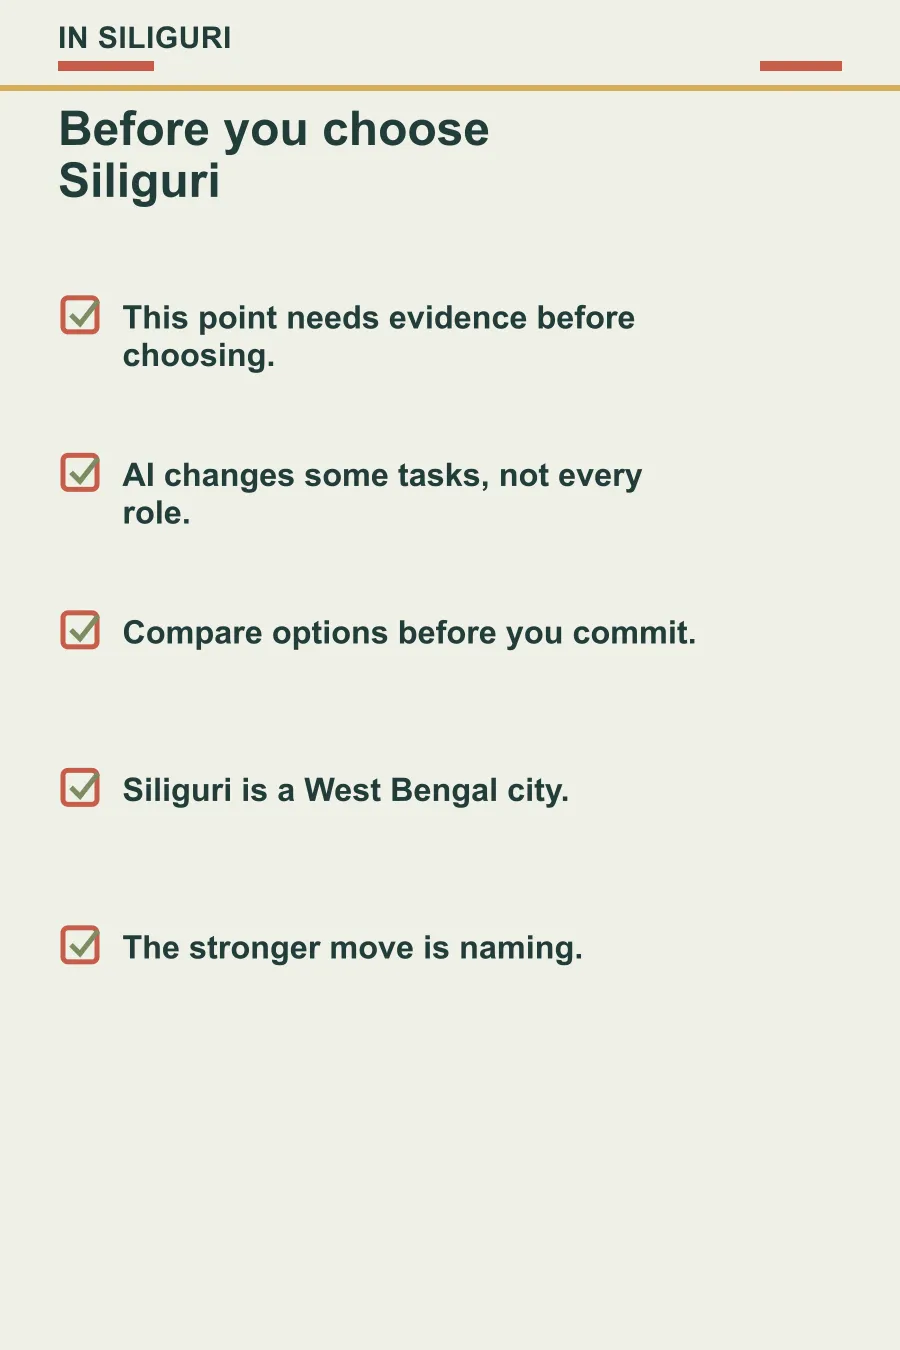 IN SILIGURI
Before you choose
Siliguri
This point needs evidence before
choosing.
AI changes some tasks, not every
role.
Compare options before you commit.
Siliguri is a West Bengal city.
The stronger move is naming.